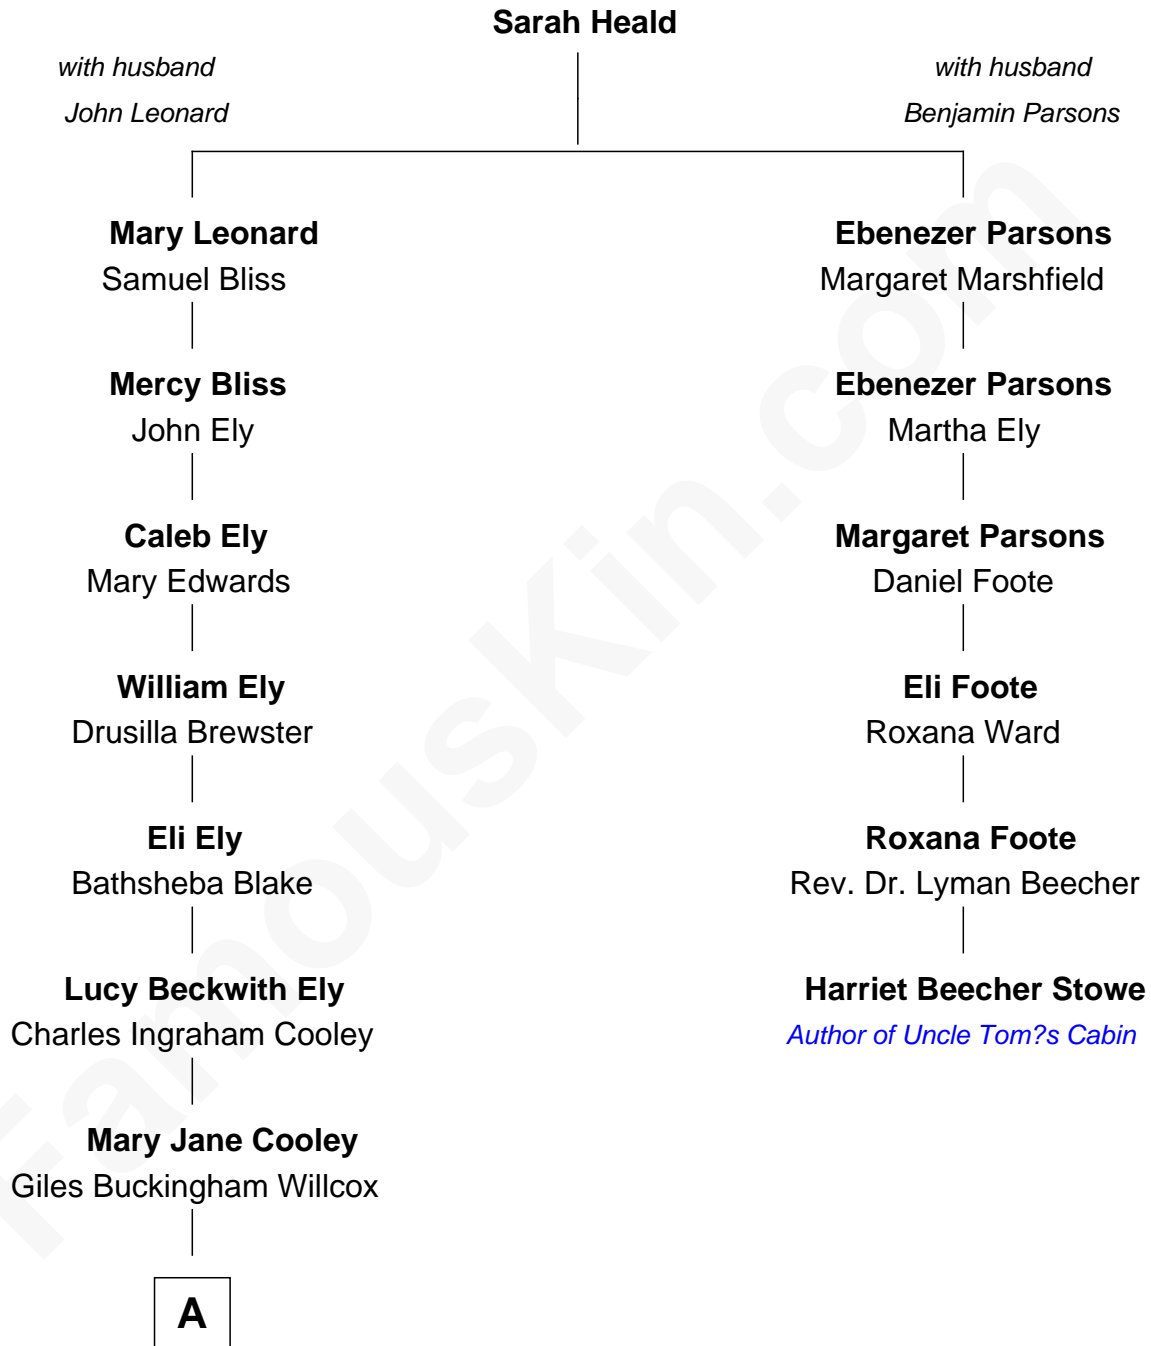 Sarah Heald
with husband
John Leonard
with husband
Benjamin Parsons
Mary Leonard
Samuel Bliss
Mercy Bliss
John Ely
Caleb Ely
Mary Edwards
William Ely
Drusilla Brewster
Eli Ely
Bathsheba Blake
Lucy Beckwith Ely
Charles Ingraham Cooley
Mary Jane Cooley
Giles Buckingham Willcox
A
Ebenezer Parsons
Margaret Marshfield
Ebenezer Parsons
Martha Ely
Margaret Parsons
Daniel Foote
Eli Foote
Roxana Ward
Roxana Foote
Rev. Dr. Lyman Beecher
Harriet Beecher Stowe
Author of Uncle Tom?s Cabin
FamousKin.com